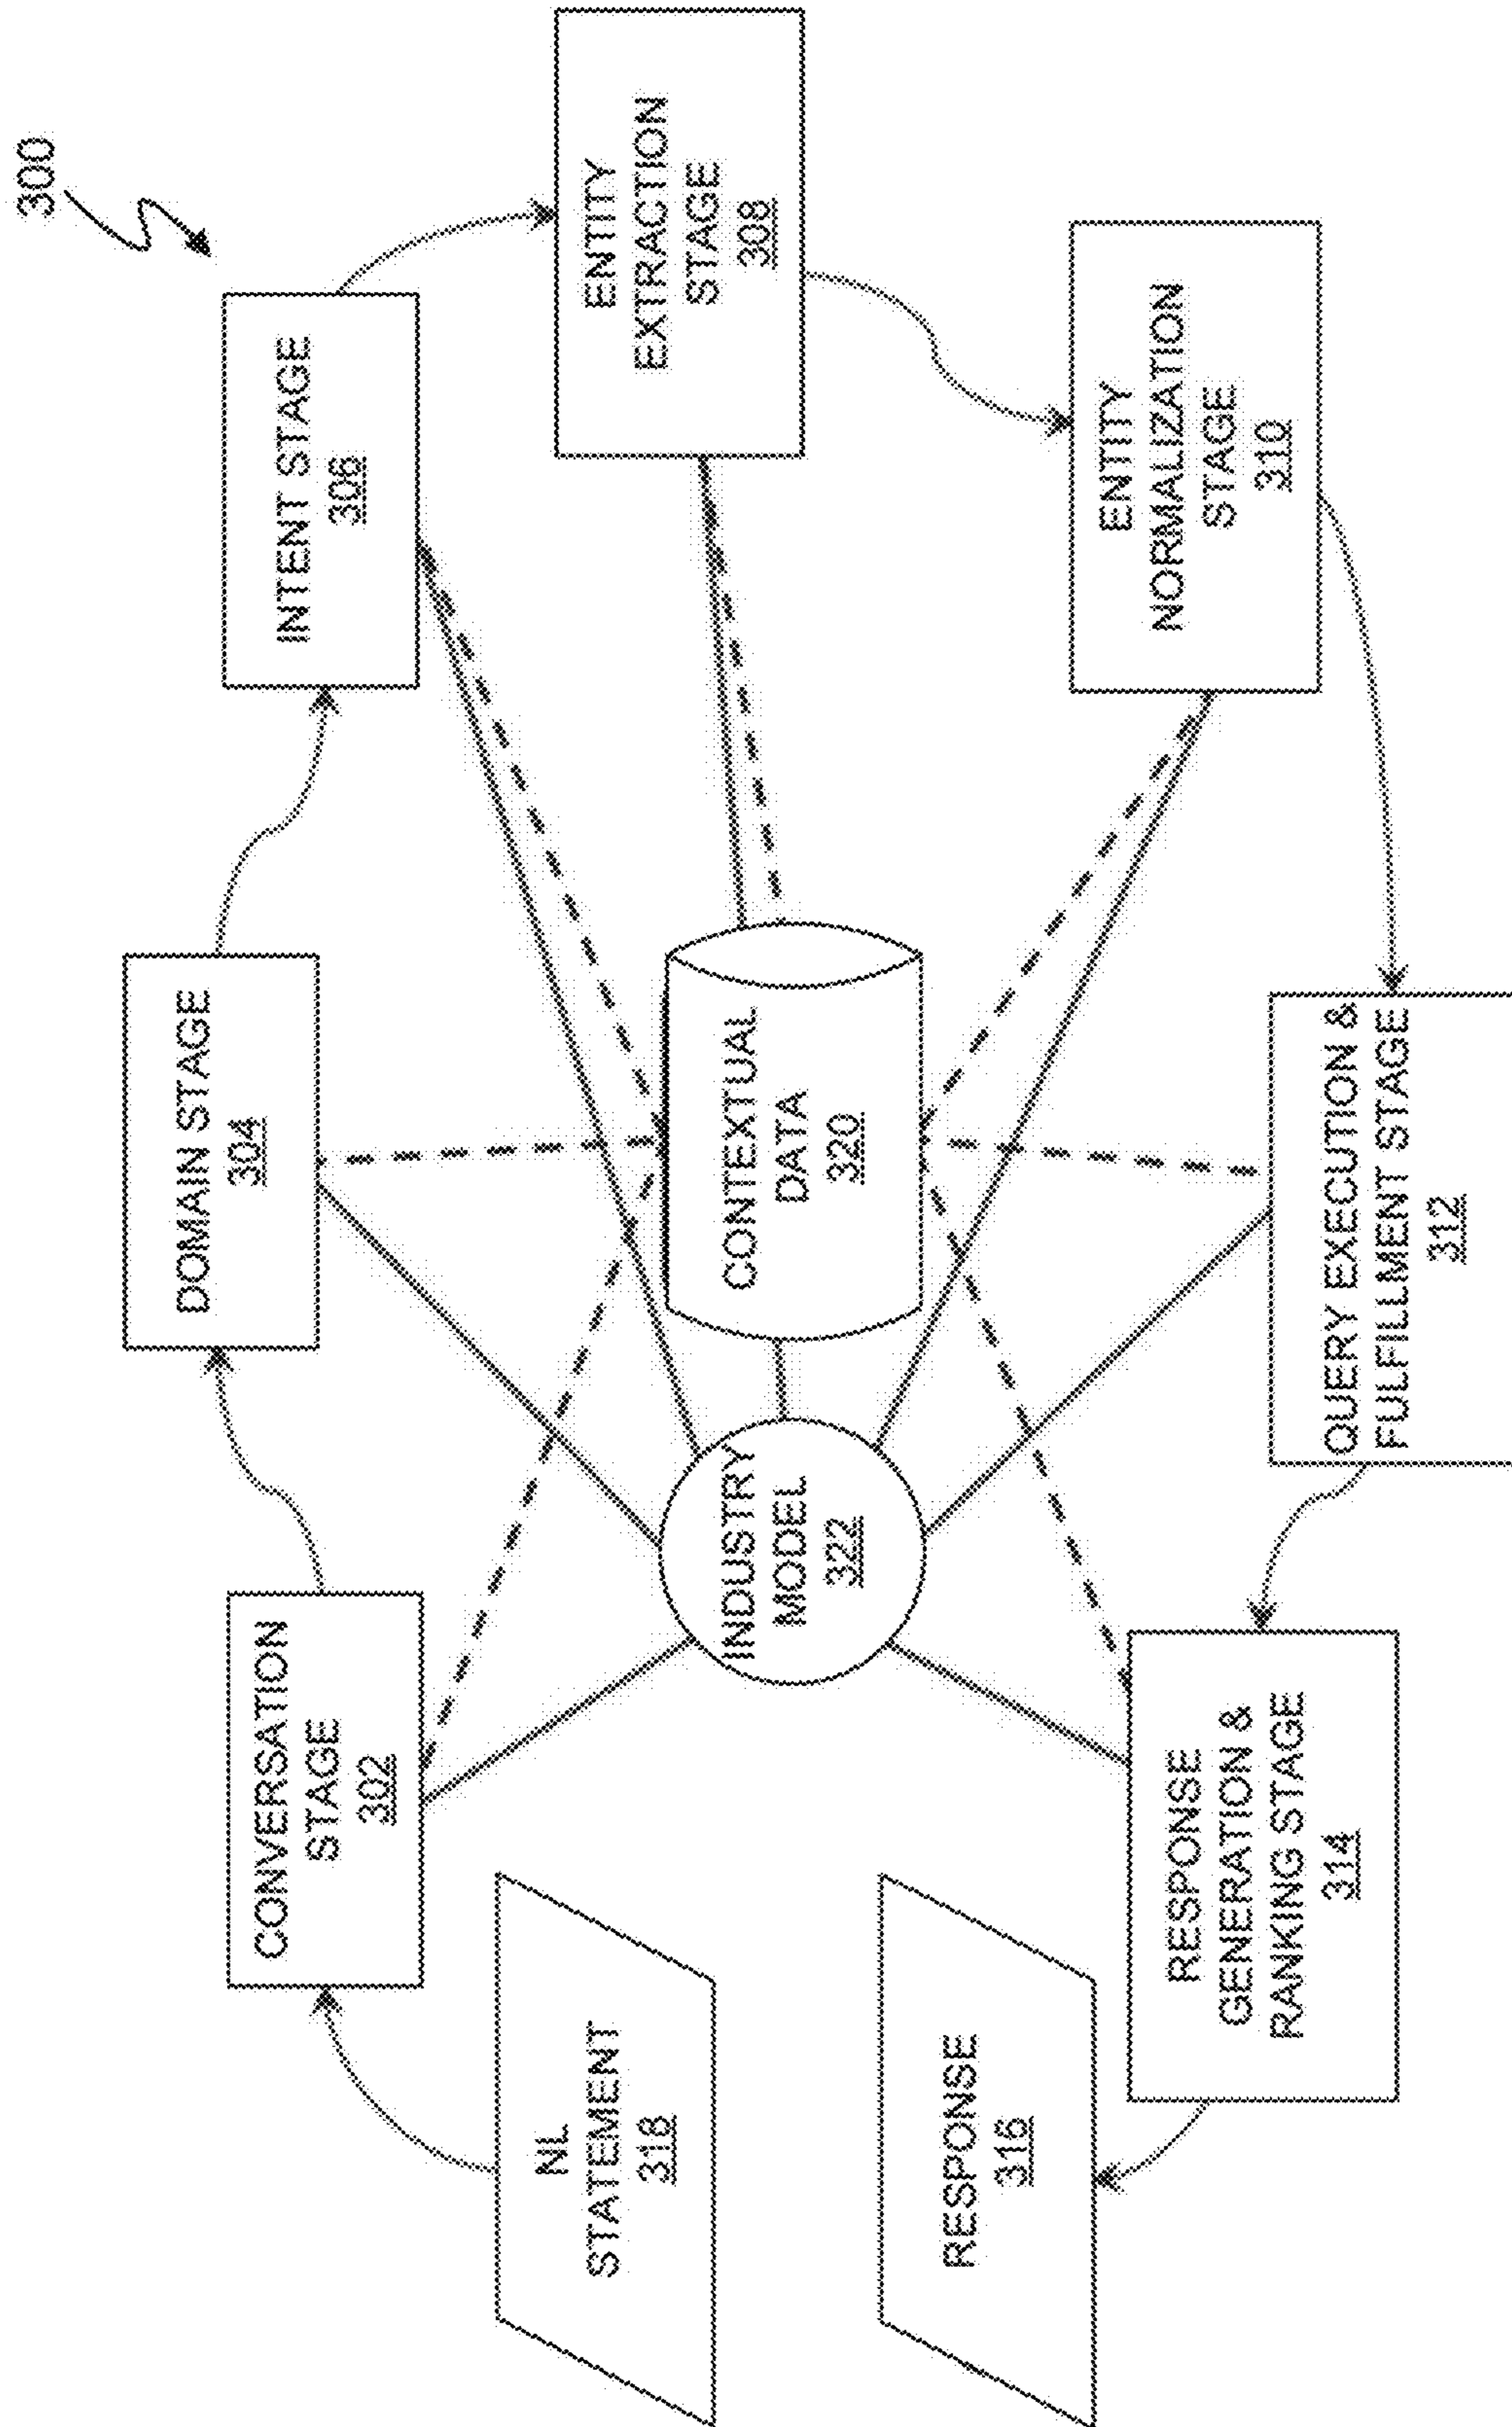 300
CONVERSATION
STAGE
302
DOMAIN STAGE
304
INTENT STAGE
306
ENTITY
EXTRACTION
STAGE
308
ENTITY
NORMALIZATION
STAGE
310
QUERY EXECUTION &
FULFILLMENT STAGE
312
RESPONSE
GENERATION &
RANKING STAGE
314
RESPONSE
316
NL
STATEMENT
318
CONTEXTUAL
DATA
320
INDUSTRY
MODEL
322